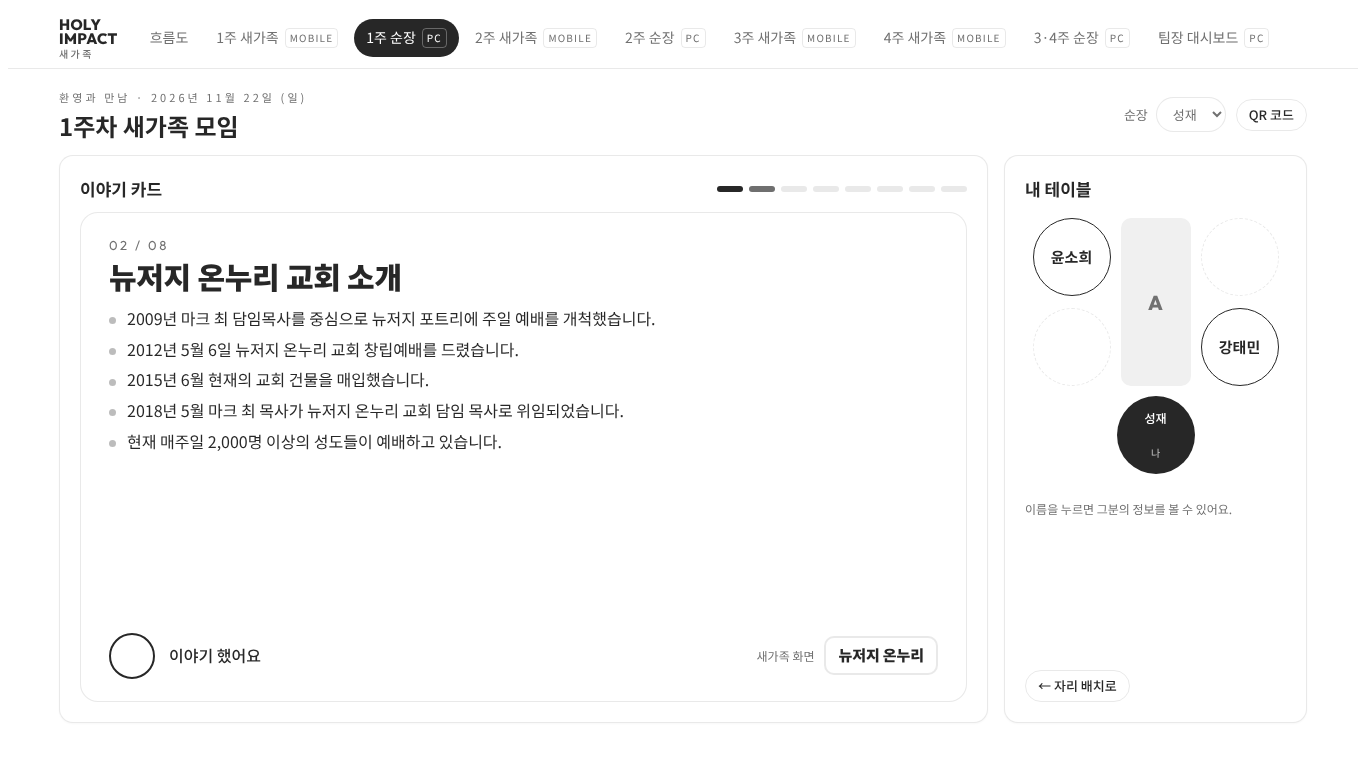 HOLY
IMPACT
새가족
흐름도
1주 새가족 MOBILE
1주 순장 PC
2주 새가족 MOBILE
2주 순장 PC
3주 새가족 MOBILE
4주 새가족 MOBILE
3·4주 순장 PC
팀장 대시보드 PC
환영과 만남 · 2026년 11월 22일 (일)
1주차 새가족 모임
순장 성재 QR 코드
이야기 카드
02 / 08
뉴저지 온누리 교회 소개
2009년 마크 최 담임목사를 중심으로 뉴저지 포트리에 주일 예배를 개척했습니다.
2012년 5월 6일 뉴저지 온누리 교회 창립예배를 드렸습니다.
2015년 6월 현재의 교회 건물을 매입했습니다.
2018년 5월 마크 최 목사가 뉴저지 온누리 교회 담임 목사로 위임되었습니다.
현재 매주일 2,000명 이상의 성도들이 예배하고 있습니다.
이야기 했어요
새가족 화면 뉴저지 온누리
내 테이블
윤소희
A
강태민
성재
나
이름을 누르면 그분의 정보를 볼 수 있어요.
← 자리 배치로